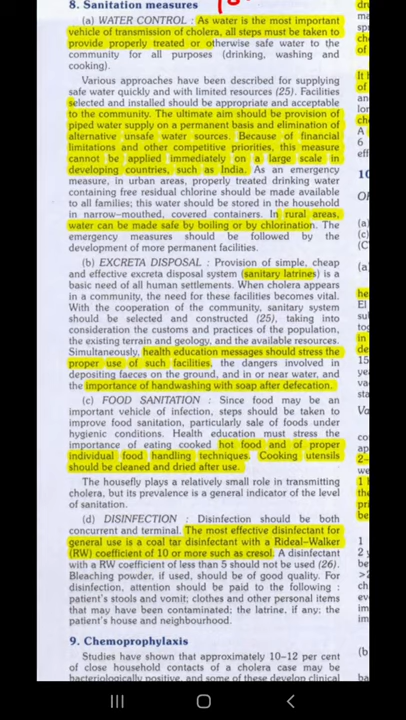 8. Sanitation measures
(a) WATER CONTROL : As water is the most important
vehicle of transmission of cholera, all steps must be taken to
provide properly treated or otherwise safe water to the
community for all purposes (drinking, washing and
cooking).
Various approaches have been described for supplying
safe water quickly and with limited resources (25). Facilities
selected and installed should be appropriate and acceptable
to the community. The ultimate aim should be provision of
piped water supply on a permanent basis and elimination of
alternative unsafe water sources. Because of financial
limitations and other competitive priorities, this measure
cannot be applied immediately on a large scale in
developing countries, such as India. As an emergency
measure, in urban areas, properly treated drinking water
containing free residual chlorine should be made available
to all families; this water should be stored in the household
in narrow-mouthed, covered containers. In rural areas,
water can be made safe by boiling or by chlorination. The
emergency measures should be followed by the
development of more permanent facilities.
(b) EXCRETA DISPOSAL : Provision of simple, cheap
and effective excreta disposal system (sanitary latrines) is a
basic need of all human settlements. When cholera appears
in a community, the need for these facilities becomes vital.
With the cooperation of the community, sanitary system
should be selected and constructed (25), taking into
consideration the customs and practices of the population,
the existing terrain and geology, and the available resources.
Simultaneously, health education messages should stress the
proper use of such facilities, the dangers involved in
depositing faeces on the ground, and in or near water, and
the importance of handwashing with soap after defecation.
(c) FOOD SANITATION : Since food may be an
important vehicle of infection, steps should be taken to
improve food sanitation, particularly sale of foods under
hygienic conditions. Health education must stress the
importance of eating cooked hot food and of proper
individual food handling techniques. Cooking utensils
should be cleaned and dried after use.
The housefly plays a relatively small role in transmitting
cholera, but its prevalence is a general indicator of the level
of sanitation.
(d) DISINFECTION : Disinfection should be both
concurrent and terminal. The most effective disinfectant for
general use is a coal tar disinfectant with a Rideal-Walker
(RW) coefficient of 10 or more such as cresol. A disinfectant
with a RW coefficient of less than 5 should not be used (26).
Bleaching powder, if used, should be of good quality. For
disinfection, attention should be paid to the following :
patient's stools and vomit; clothes and other personal items
that may have been contaminated; the latrine, if any; the
patient's house and neighbourhood.
9. Chemoprophylaxis
Studies have shown that approximately 10–12 per cent
of close household contacts of a cholera case may be
bacteriologically positive, and some of these develop clinical